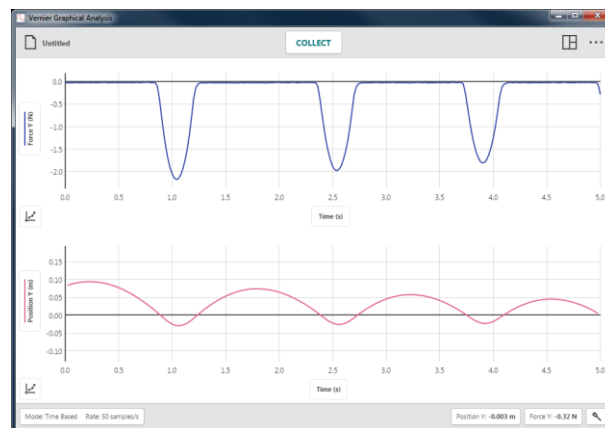 Vernier Graphical Analysis
Untitled
COLLECT
Force Y (N)
0.0
-0.5
-1.0
-1.5
-2.0
0.0 0.5 1.0 1.5 2.0 2.5 3.0 3.5 4.0 4.5 5.0
Time (s)
Position Y (m)
0.15
0.10
0.05
0.00
-0.05
-0.10
0.0 0.5 1.0 1.5 2.0 2.5 3.0 3.5 4.0 4.5 5.0
Time (s)
Mode: Time Based Rate: 50 samples/s Position Y: -0.003 m Force Y: -0.32 N